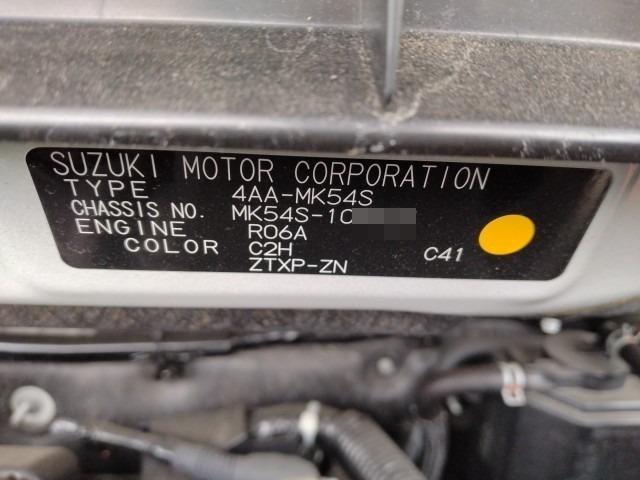 SUZUKI MOTOR CORPORATION
TYPE 4AA-MK54S
CHASSIS NO. MK54S-10
ENGINE R06A
COLOR C2H C41
ZTXP-ZN